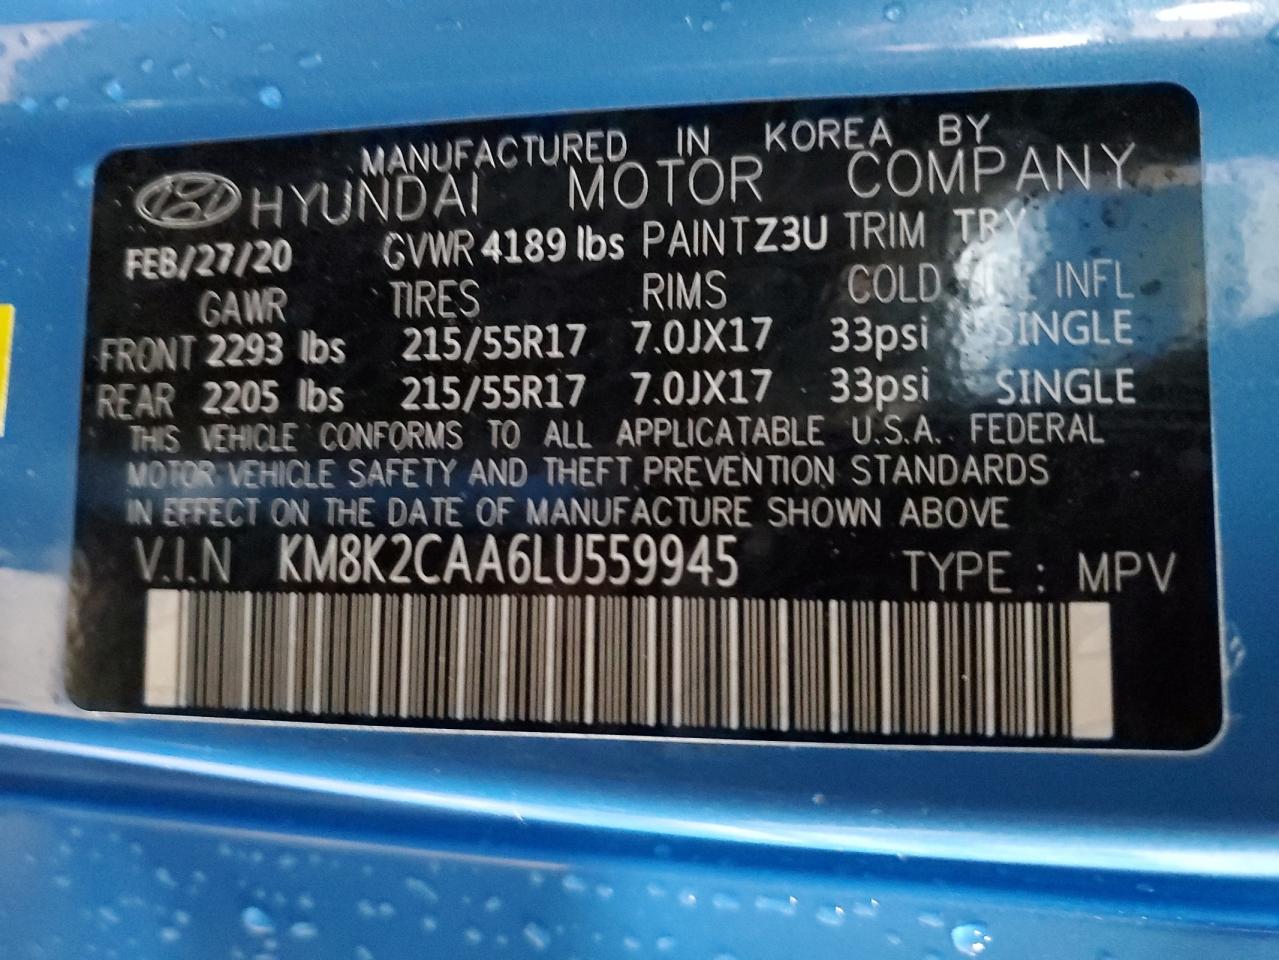 MANUFACTURED IN KOREA BY
HYUNDAI MOTOR COMPANY
FEB/27/20 GVWR 4189 lbs PAINT Z3U TRIM TRY
GAWR TIRES RIMS COLD INFL
FRONT 2293 lbs 215/55R17 7.0JX17 33psi SINGLE
REAR 2205 lbs 215/55R17 7.0JX17 33psi SINGLE
THIS VEHICLE CONFORMS TO ALL APPLICATABLE U.S.A. FEDERAL
MOTOR VEHICLE SAFETY AND THEFT PREVENTION STANDARDS
IN EFFECT ON THE DATE OF MANUFACTURE SHOWN ABOVE
V.I.N KM8K2CAA6LU559945 TYPE : MPV